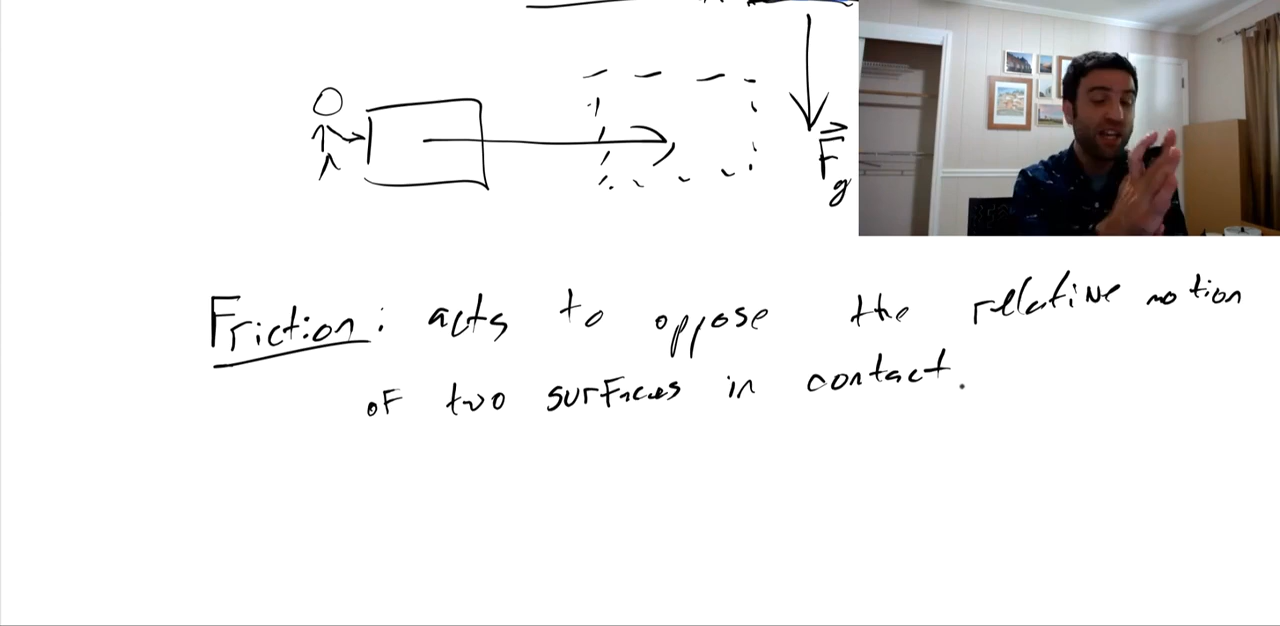 F⃗g
Friction: acts to oppose the relative motion
of two surfaces in contact.